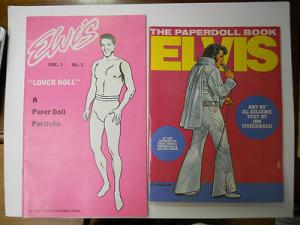 Elvis
VOL. 1 No. 2
"LOVER DOLL"
A
Paper Doll
Portfolio
THE PAPERDOLL BOOK
ELVIS
ART BY
AL KILGORE
TEXT BY
JIM
FITZGERALD